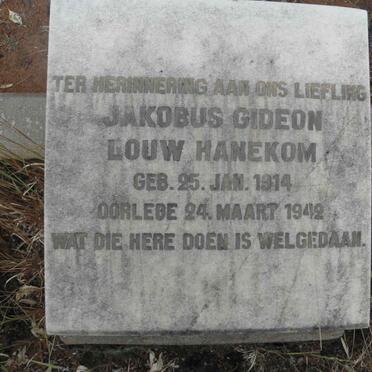 TER HERINNERING AAN ONS LIEFLING
JAKOBUS GIDEON
LOUW HANEKOM
GEB. 25. JAN. 1914
OORLEDE 24. MAART 1942
WAT DIE HERE DOEN IS WELGEDAAN.